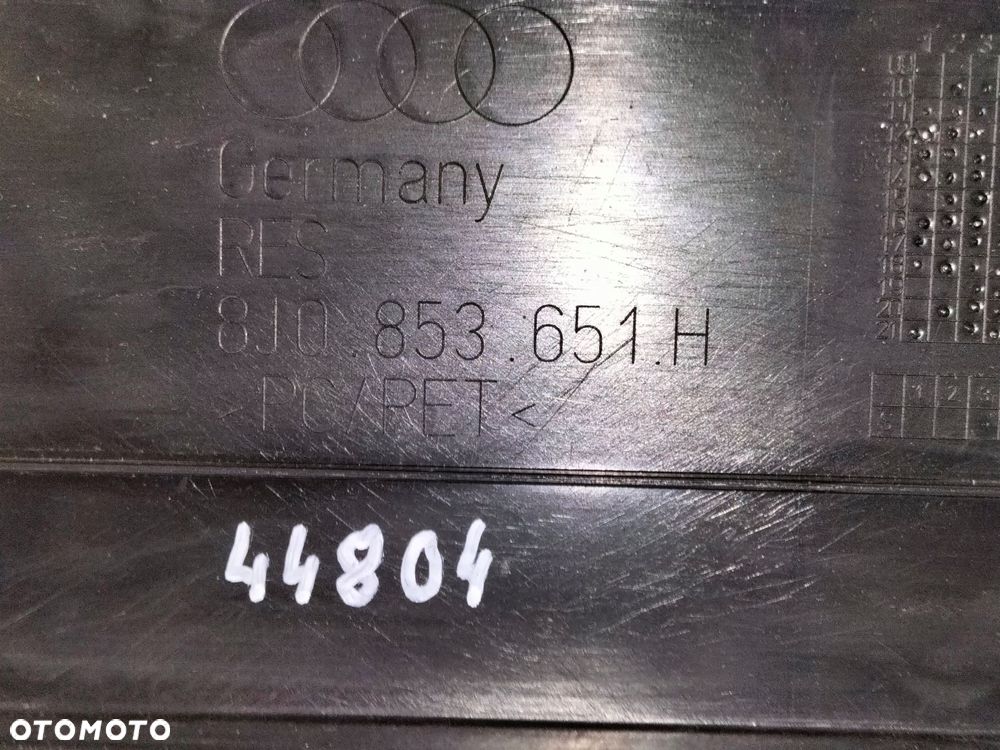 Germany
RES
8J0.853.651.H
>PC/PET<
44804
OTOMOTO